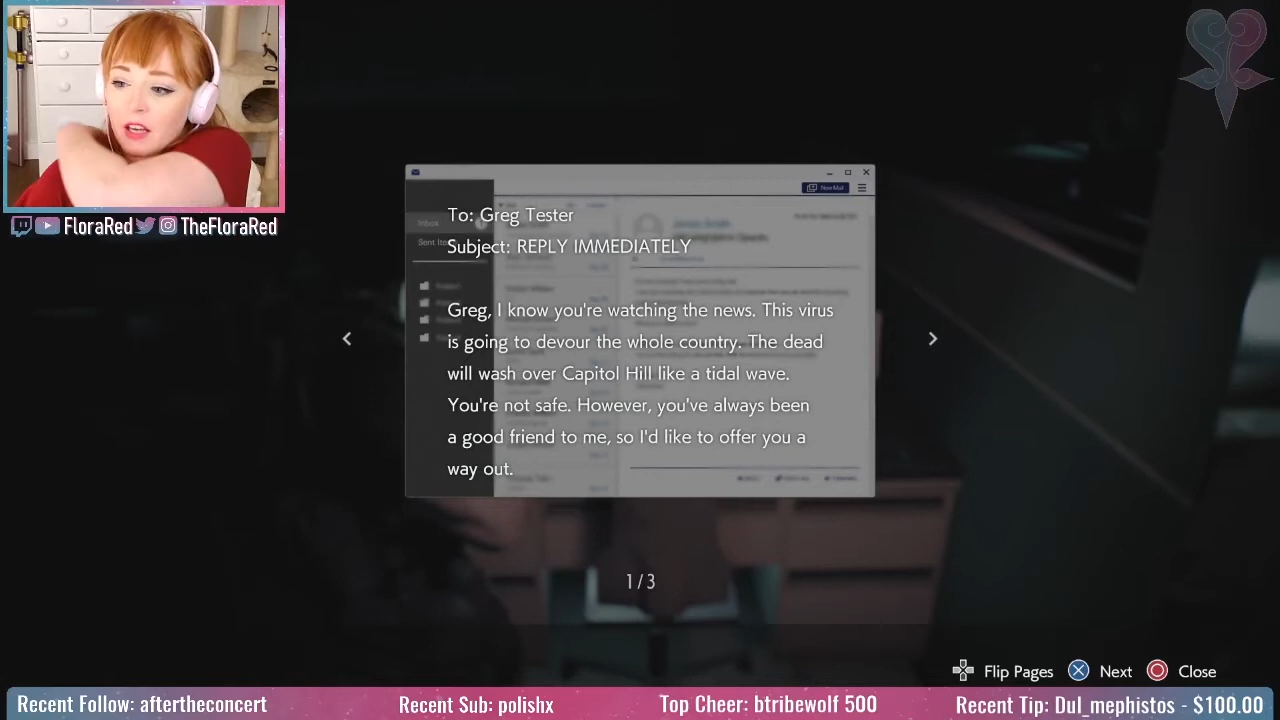 FloraRed
TheFloraRed
New Mail
Inbox
To: Greg Tester
Subject: REPLY IMMEDIATELY
Greg, I know you're watching the news. This virus
is going to devour the whole country. The dead
will wash over Capitol Hill like a tidal wave.
You're not safe. However, you've always been
a good friend to me, so I'd like to offer you a
way out.
1/3
Flip Pages Next Close
Recent Follow: aftertheconcert
Recent Sub: polishx
Top Cheer: btribewolf 500
Recent Tip: Dul_mephistos - $100.00